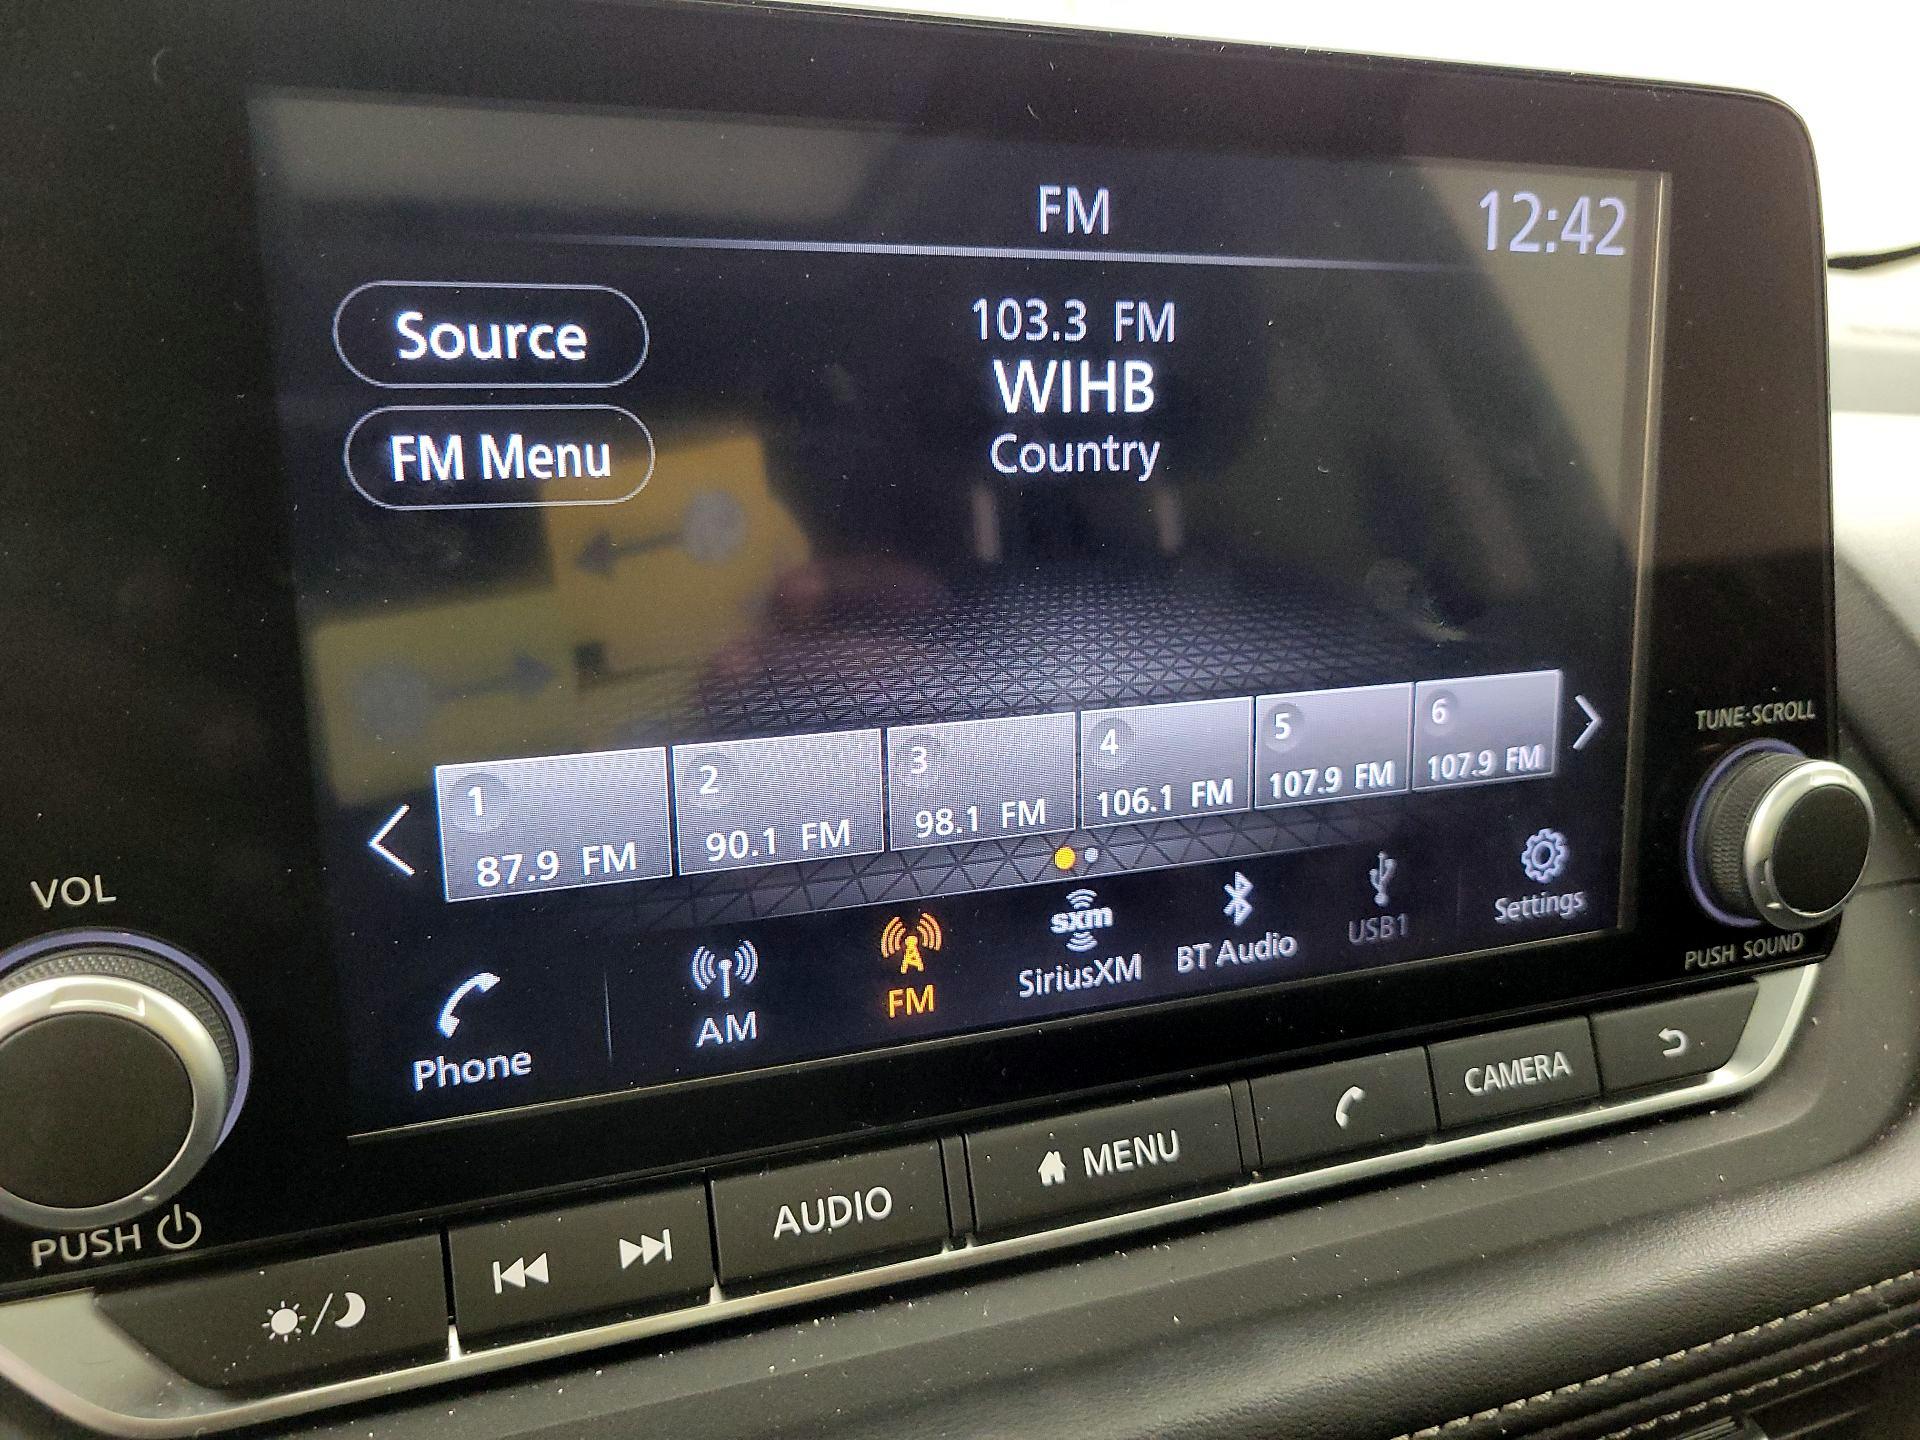 FM
12:42
Source
103.3 FM
WIHB
FM Menu
Country
1
87.9 FM
2
90.1 FM
3
98.1 FM
4
106.1 FM
5
107.9 FM
6
107.9 FM
TUNE·SCROLL
PUSH SOUND
VOL
PUSH
Phone
AM
FM
sxm
SiriusXM
BT Audio
USB1
Settings
AUDIO
MENU
CAMERA